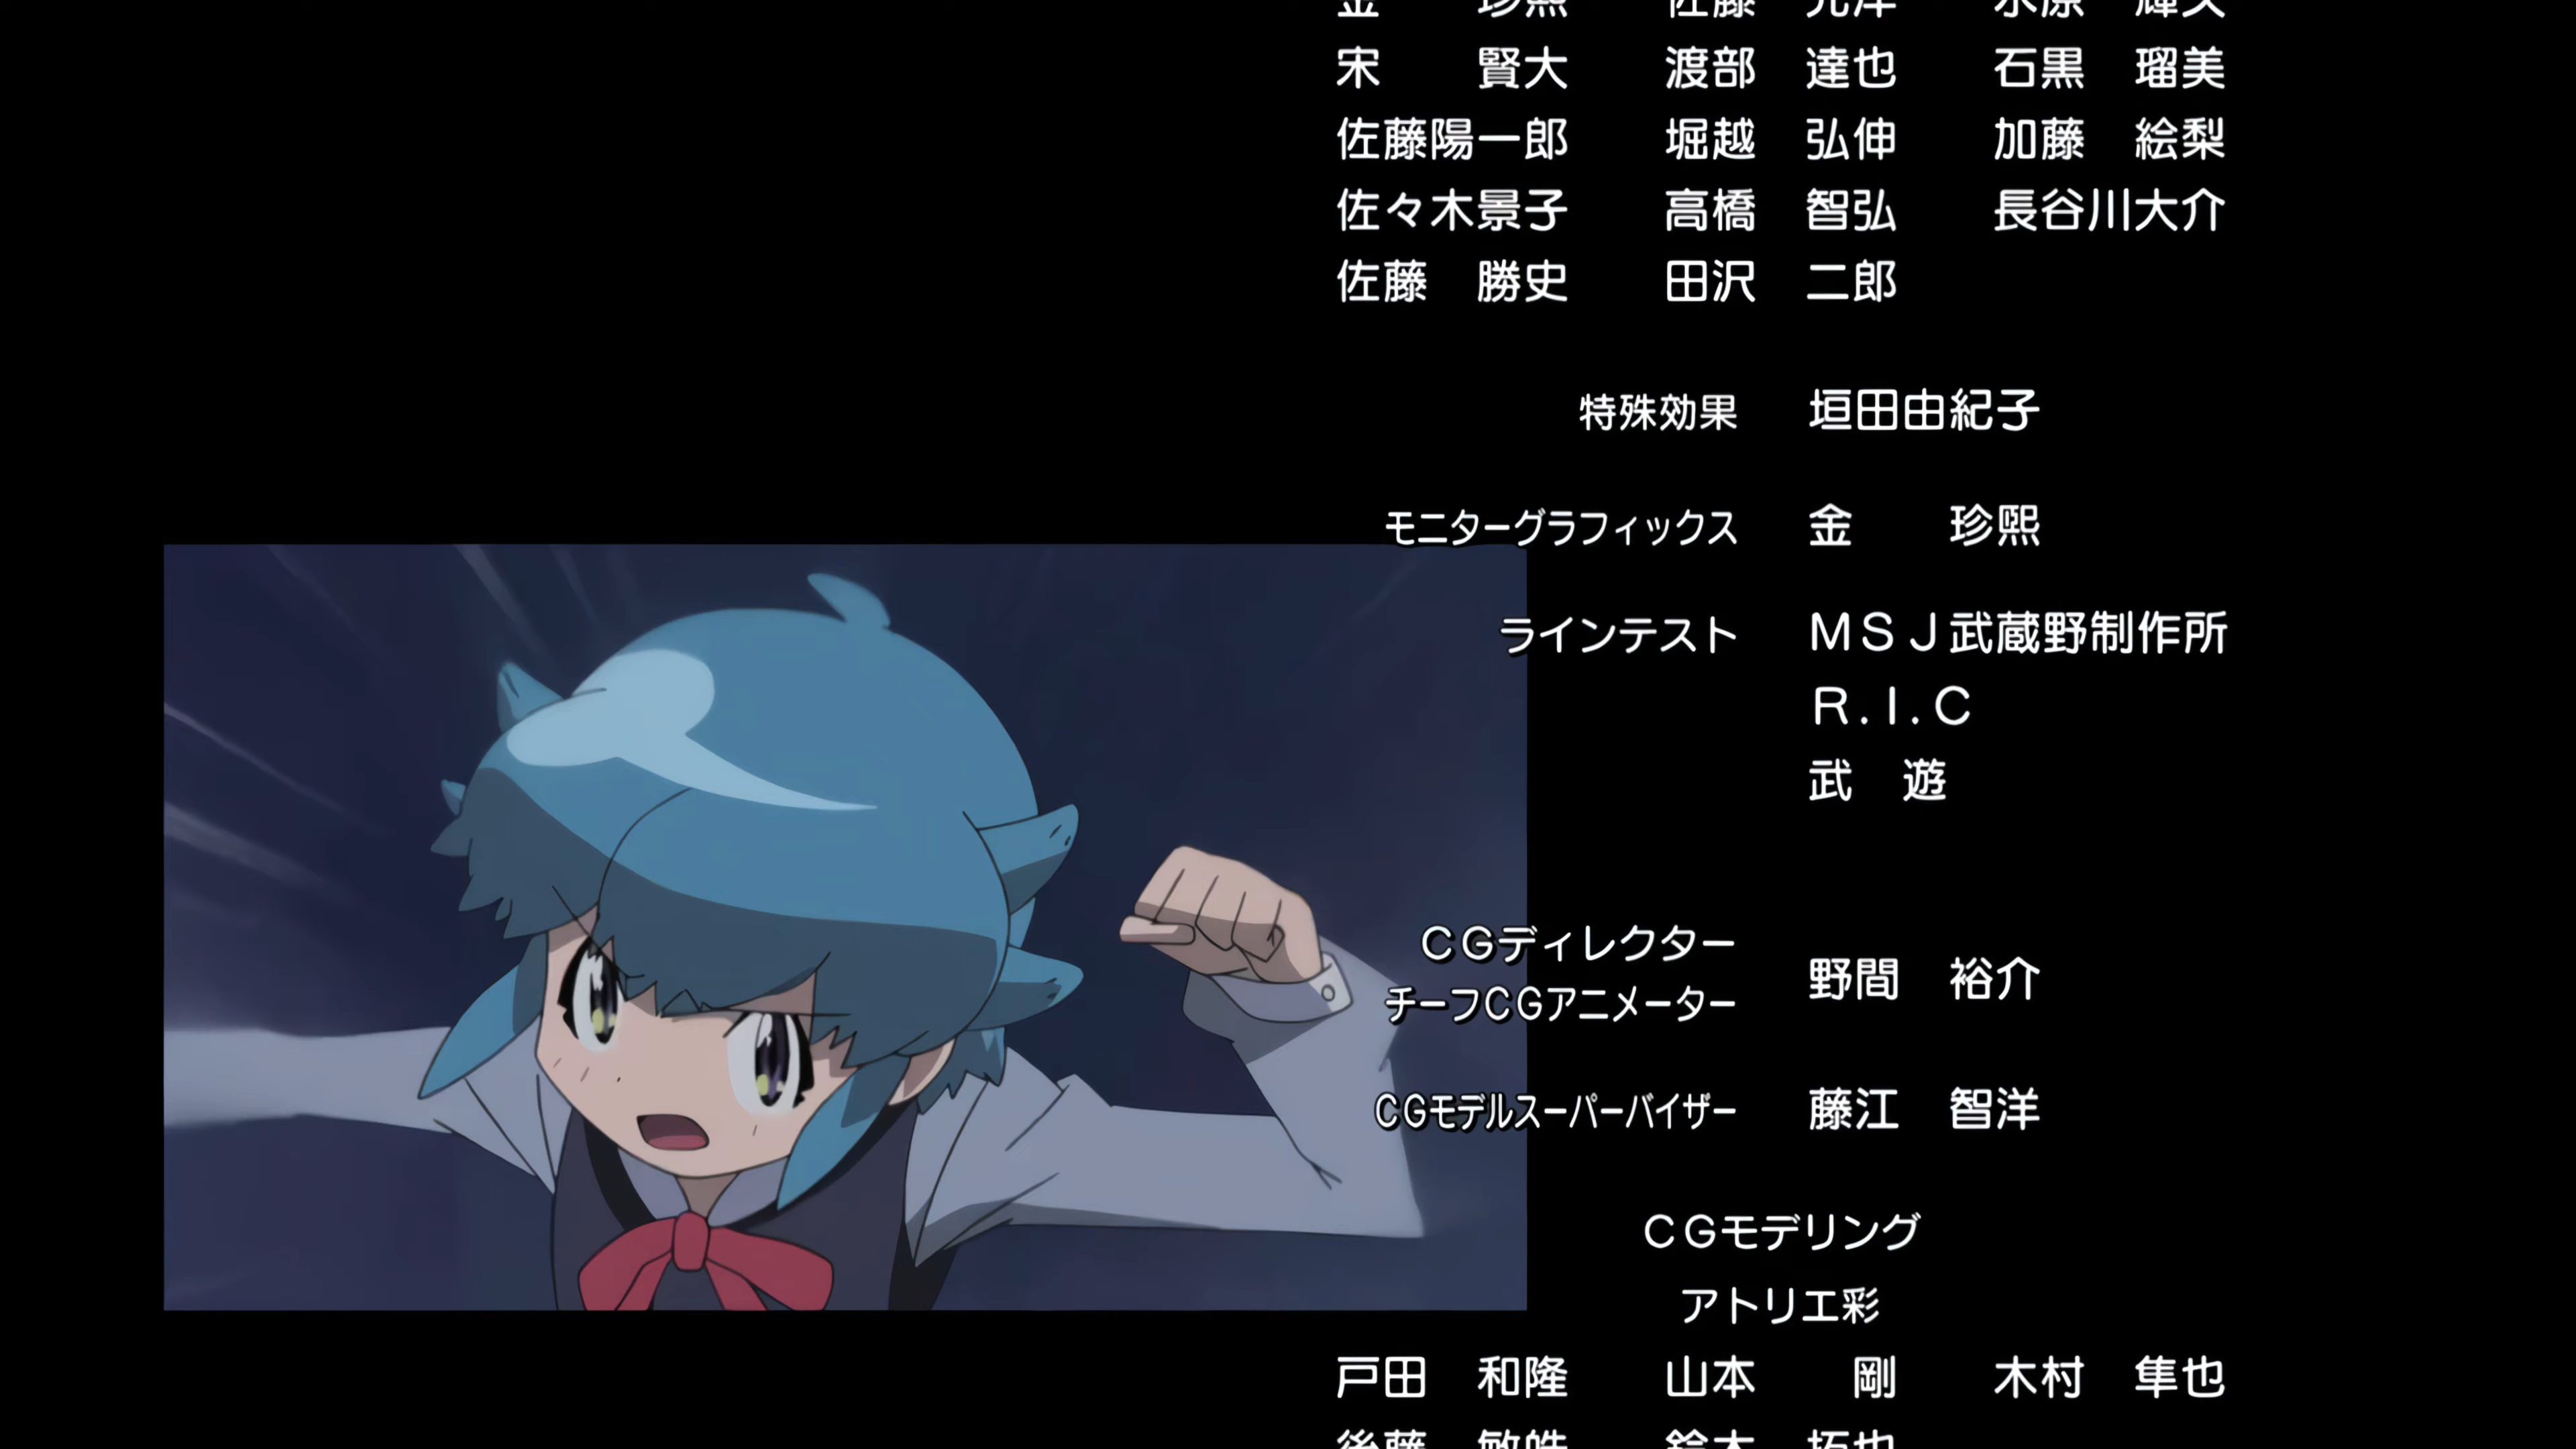 宋　賢大　渡部　達也　石黒　瑠美
佐藤陽一郎　堀越　弘伸　加藤　絵梨
佐々木景子　高橋　智弘　長谷川大介
佐藤　勝史　田沢　二郎
特殊効果　垣田由紀子
モニターグラフィックス　金　珍煕
ラインテスト　ＭＳＪ武蔵野制作所
Ｒ.Ｉ.Ｃ
武　遊
ＣＧディレクター
チーフＣＧアニメーター　野間　裕介
ＣＧモデルスーパーバイザー　藤江　智洋
ＣＧモデリング
アトリエ彩
戸田　和隆　山本　剛　木村　隼也